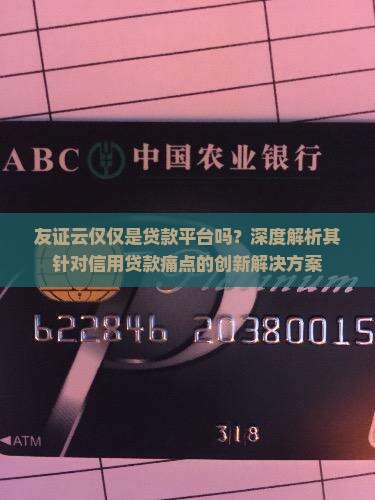 ABC 中国农业银行
友证云仅仅是贷款平台吗？深度解析其
针对信用贷款痛点的创新解决方案
622846 20380015
ATM
318